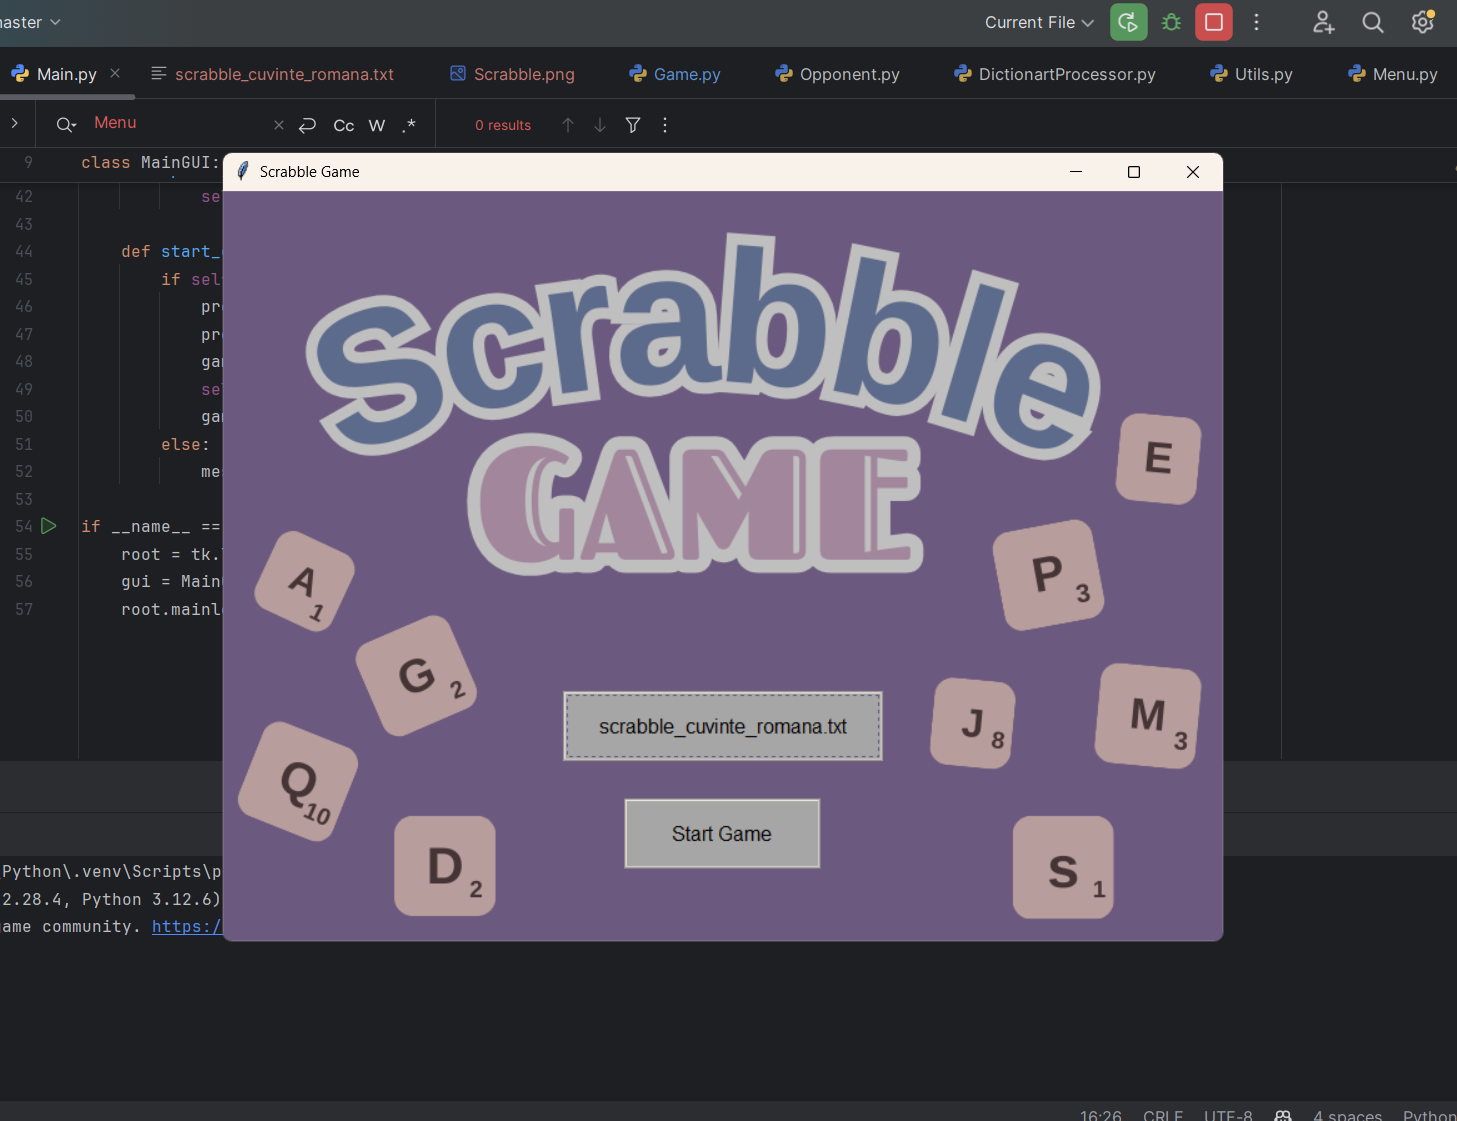 master
Current File
Main.py
scrabble_cuvinte_romana.txt
Scrabble.png
Game.py
Opponent.py
DictionartProcessor.py
Utils.py
Menu.py
Menu
Cc
W
.*
0 results
9 class MainGUI:
42 se
43
44 def start_
45 if sel
46 pr
47 pr
48 gam
49 se
50 gam
51 else:
52 me
53
54 if __name__ ==
55 root = tk.
56 gui = Main
57 root.mainl
Scrabble Game
Scrabble
GAME
E
P 3
A 1
G 2
J 8
M 3
Q 10
D 2
S 1
scrabble_cuvinte_romana.txt
Start Game
Python\.venv\Scripts\p
2.28.4, Python 3.12.6)
ame community. https:/
16:26
CRLF
UTF-8
4 spaces
Python